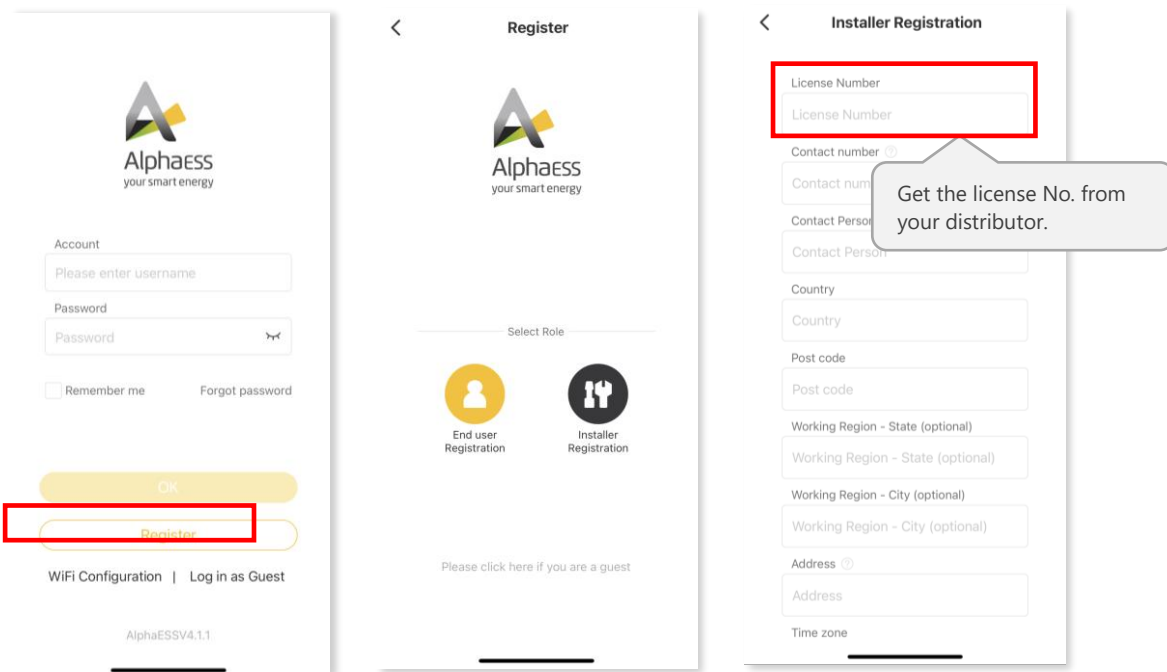 Alphaess
your smart energy
Account
Please enter username
Password
Password
Remember me
Forgot password
OK
Register
WiFi Configuration | Log in as Guest
AlphaESSV4.1.1
Register
Alphaess
your smart energy
Select Role
End user
Registration
Installer
Registration
Please click here if you are a guest
Installer Registration
License Number
License Number
Contact number
Contact num
Get the license No. from
your distributor.
Contact Person
Contact Person
Country
Country
Post code
Post code
Working Region - State (optional)
Working Region - State (optional)
Working Region - City (optional)
Working Region - City (optional)
Address
Address
Time zone